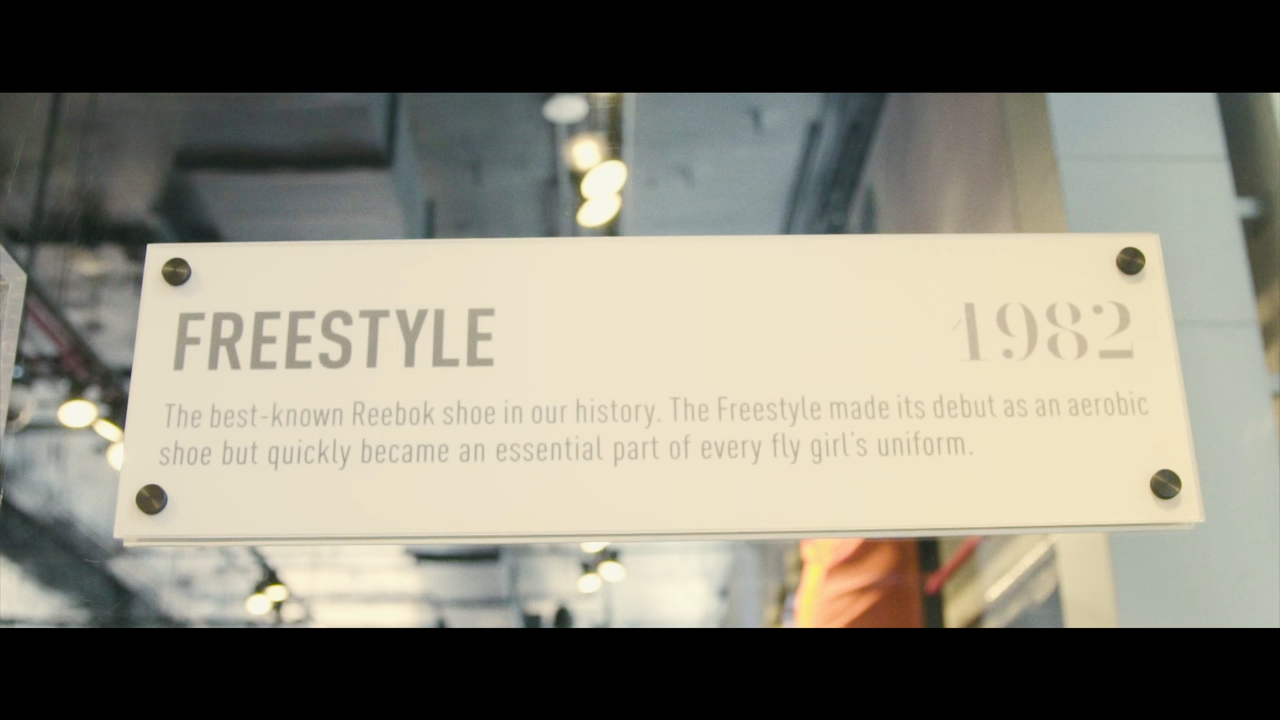 FREESTYLE 1982
The best-known Reebok shoe in our history. The Freestyle made its debut as an aerobic
shoe but quickly became an essential part of every fly girl's uniform.